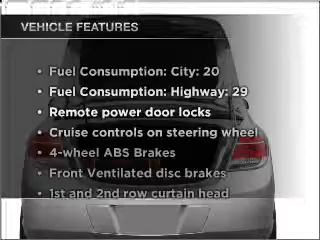 VEHICLE FEATURES
• Fuel Consumption: City: 20
• Fuel Consumption: Highway: 29
• Remote power door locks
• Cruise controls on steering wheel
• 4-wheel ABS Brakes
• Front Ventilated disc brakes
• 1st and 2nd row curtain head